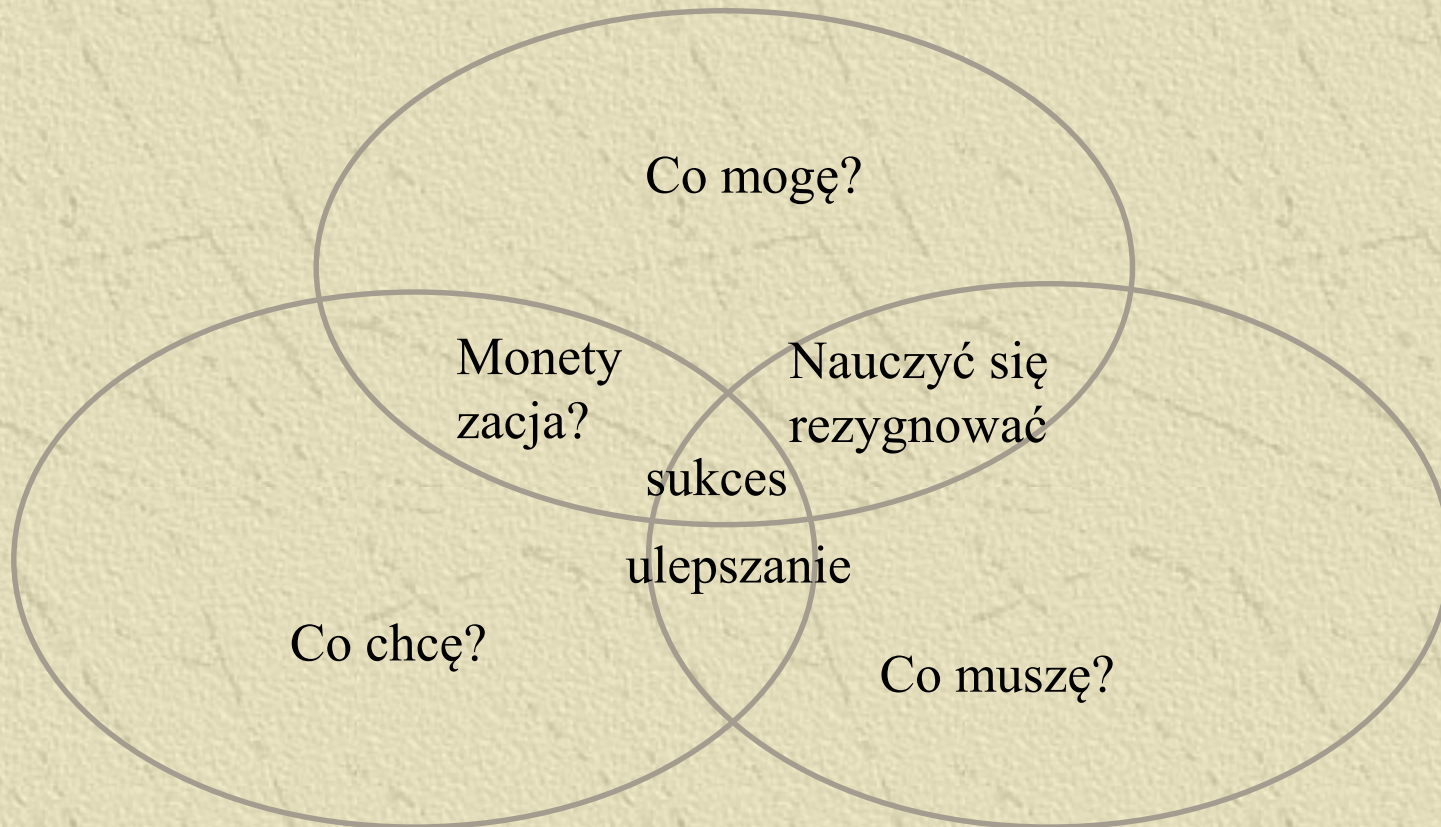 Co mogę?
Monety
zacja?
Nauczyć się
rezygnować
sukces
ulepszanie
Co chcę?
Co muszę?